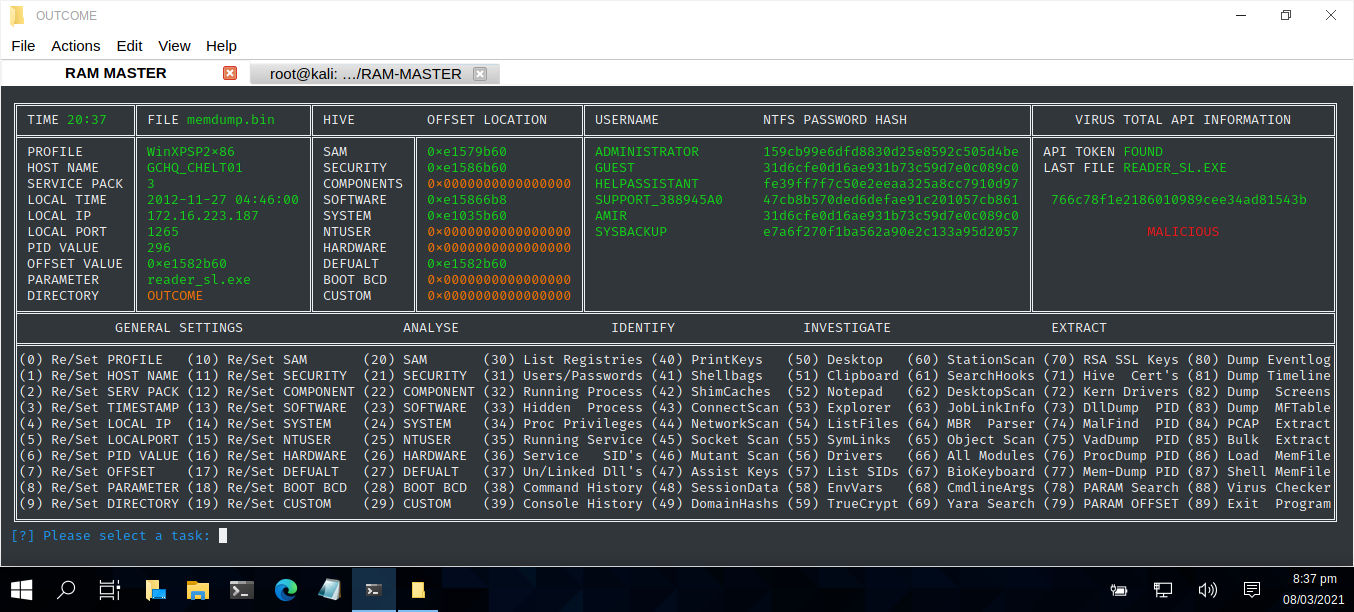 OUTCOME
File Actions Edit View Help
RAM MASTER root@kali: …/RAM-MASTER
TIME 20:37 FILE memdump.bin HIVE OFFSET LOCATION USERNAME NTFS PASSWORD HASH VIRUS TOTAL API INFORMATION
PROFILE WinXPSP2×86 SAM 0×e1579b60 ADMINISTRATOR 159cb99e6dfd8830d25e8592c505d4be API TOKEN FOUND
HOST NAME GCHQ_CHELT01 SECURITY 0×e1586b60 GUEST 31d6cfe0d16ae931b73c59d7e0c089c0 LAST FILE READER_SL.EXE
SERVICE PACK 3 COMPONENTS 0×0000000000000000 HELPASSISTANT fe39ff7f7c50e2eeaa325a8cc7910d97
LOCAL TIME 2012-11-27 04:46:00 SOFTWARE 0×e15866b8 SUPPORT_388945A0 47cb8b570ded6defae91c201057cb861 766c78f1e2186010989cee34ad81543b
LOCAL IP 172.16.223.187 SYSTEM 0×e1035b60 AMIR 31d6cfe0d16ae931b73c59d7e0c089c0
LOCAL PORT 1265 NTUSER 0×0000000000000000 SYSBACKUP e7a6f270f1ba562a90e2c133a95d2057 MALICIOUS
PID VALUE 296 HARDWARE 0×0000000000000000
OFFSET VALUE 0×e1582b60 DEFUALT 0×e1582b60
PARAMETER reader_sl.exe BOOT BCD 0×0000000000000000
DIRECTORY OUTCOME CUSTOM 0×0000000000000000
GENERAL SETTINGS ANALYSE IDENTIFY INVESTIGATE EXTRACT
(0) Re/Set PROFILE (10) Re/Set SAM (20) SAM (30) List Registries (40) PrintKeys (50) Desktop (60) StationScan (70) RSA SSL Keys (80) Dump Eventlog
(1) Re/Set HOST NAME (11) Re/Set SECURITY (21) SECURITY (31) Users/Passwords (41) Shellbags (51) Clipboard (61) SearchHooks (71) Hive Cert's (81) Dump Timeline
(2) Re/Set SERV PACK (12) Re/Set COMPONENT (22) COMPONENT (32) Running Process (42) ShimCaches (52) Notepad (62) DesktopScan (72) Kern Drivers (82) Dump Screens
(3) Re/Set TIMESTAMP (13) Re/Set SOFTWARE (23) SOFTWARE (33) Hidden Process (43) ConnectScan (53) Explorer (63) JobLinkInfo (73) DllDump PID (83) Dump MFTable
(4) Re/Set LOCAL IP (14) Re/Set SYSTEM (24) SYSTEM (34) Proc Privileges (44) NetworkScan (54) ListFiles (64) MBR Parser (74) MalFind PID (84) PCAP Extract
(5) Re/Set LOCALPORT (15) Re/Set NTUSER (25) NTUSER (35) Running Service (45) Socket Scan (55) SymLinks (65) Object Scan (75) VadDump PID (85) Bulk Extract
(6) Re/Set PID VALUE (16) Re/Set HARDWARE (26) HARDWARE (36) Service SID's (46) Mutant Scan (56) Drivers (66) All Modules (76) ProcDump PID (86) Load MemFile
(7) Re/Set OFFSET (17) Re/Set DEFUALT (27) DEFUALT (37) Un/Linked Dll's (47) Assist Keys (57) List SIDs (67) BioKeyboard (77) Mem-Dump PID (87) Shell MemFile
(8) Re/Set PARAMETER (18) Re/Set BOOT BCD (28) BOOT BCD (38) Command History (48) SessionData (58) EnvVars (68) CmdlineArgs (78) PARAM Search (88) Virus Checker
(9) Re/Set DIRECTORY (19) Re/Set CUSTOM (29) CUSTOM (39) Console History (49) DomainHashs (59) TrueCrypt (69) Yara Search (79) PARAM OFFSET (89) Exit Program
[?] Please select a task:
8:37 pm
08/03/2021